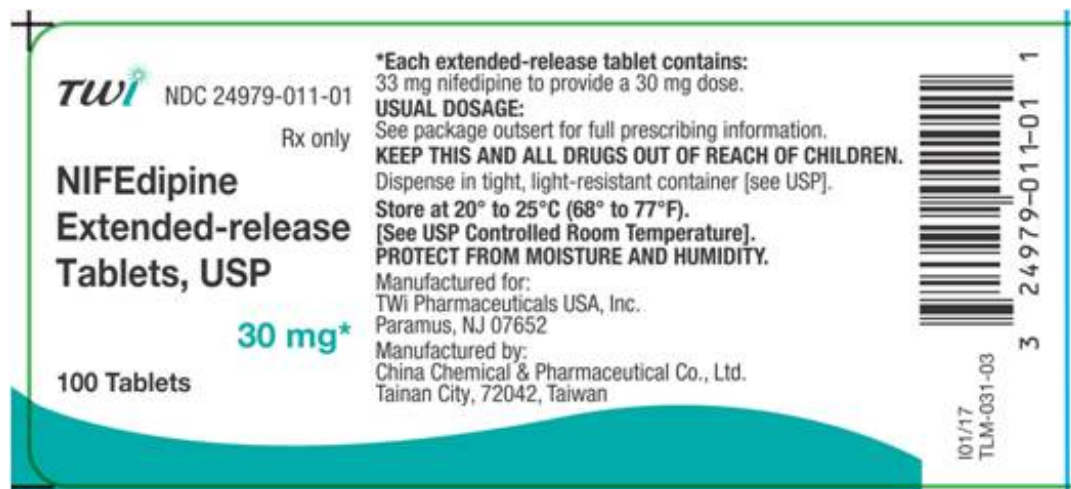 TWi NDC 24979-011-01
Rx only
NIFEdipine
Extended-release
Tablets, USP
30 mg*
100 Tablets
*Each extended-release tablet contains:
33 mg nifedipine to provide a 30 mg dose.
USUAL DOSAGE:
See package outsert for full prescribing information.
KEEP THIS AND ALL DRUGS OUT OF REACH OF CHILDREN.
Dispense in tight, light-resistant container [see USP].
Store at 20° to 25°C (68° to 77°F).
[See USP Controlled Room Temperature].
PROTECT FROM MOISTURE AND HUMIDITY.
Manufactured for:
TWi Pharmaceuticals USA, Inc.
Paramus, NJ 07652
Manufactured by:
China Chemical & Pharmaceutical Co., Ltd.
Tainan City, 72042, Taiwan
3 24979-011-01 1
I01/17
TLM-031-03